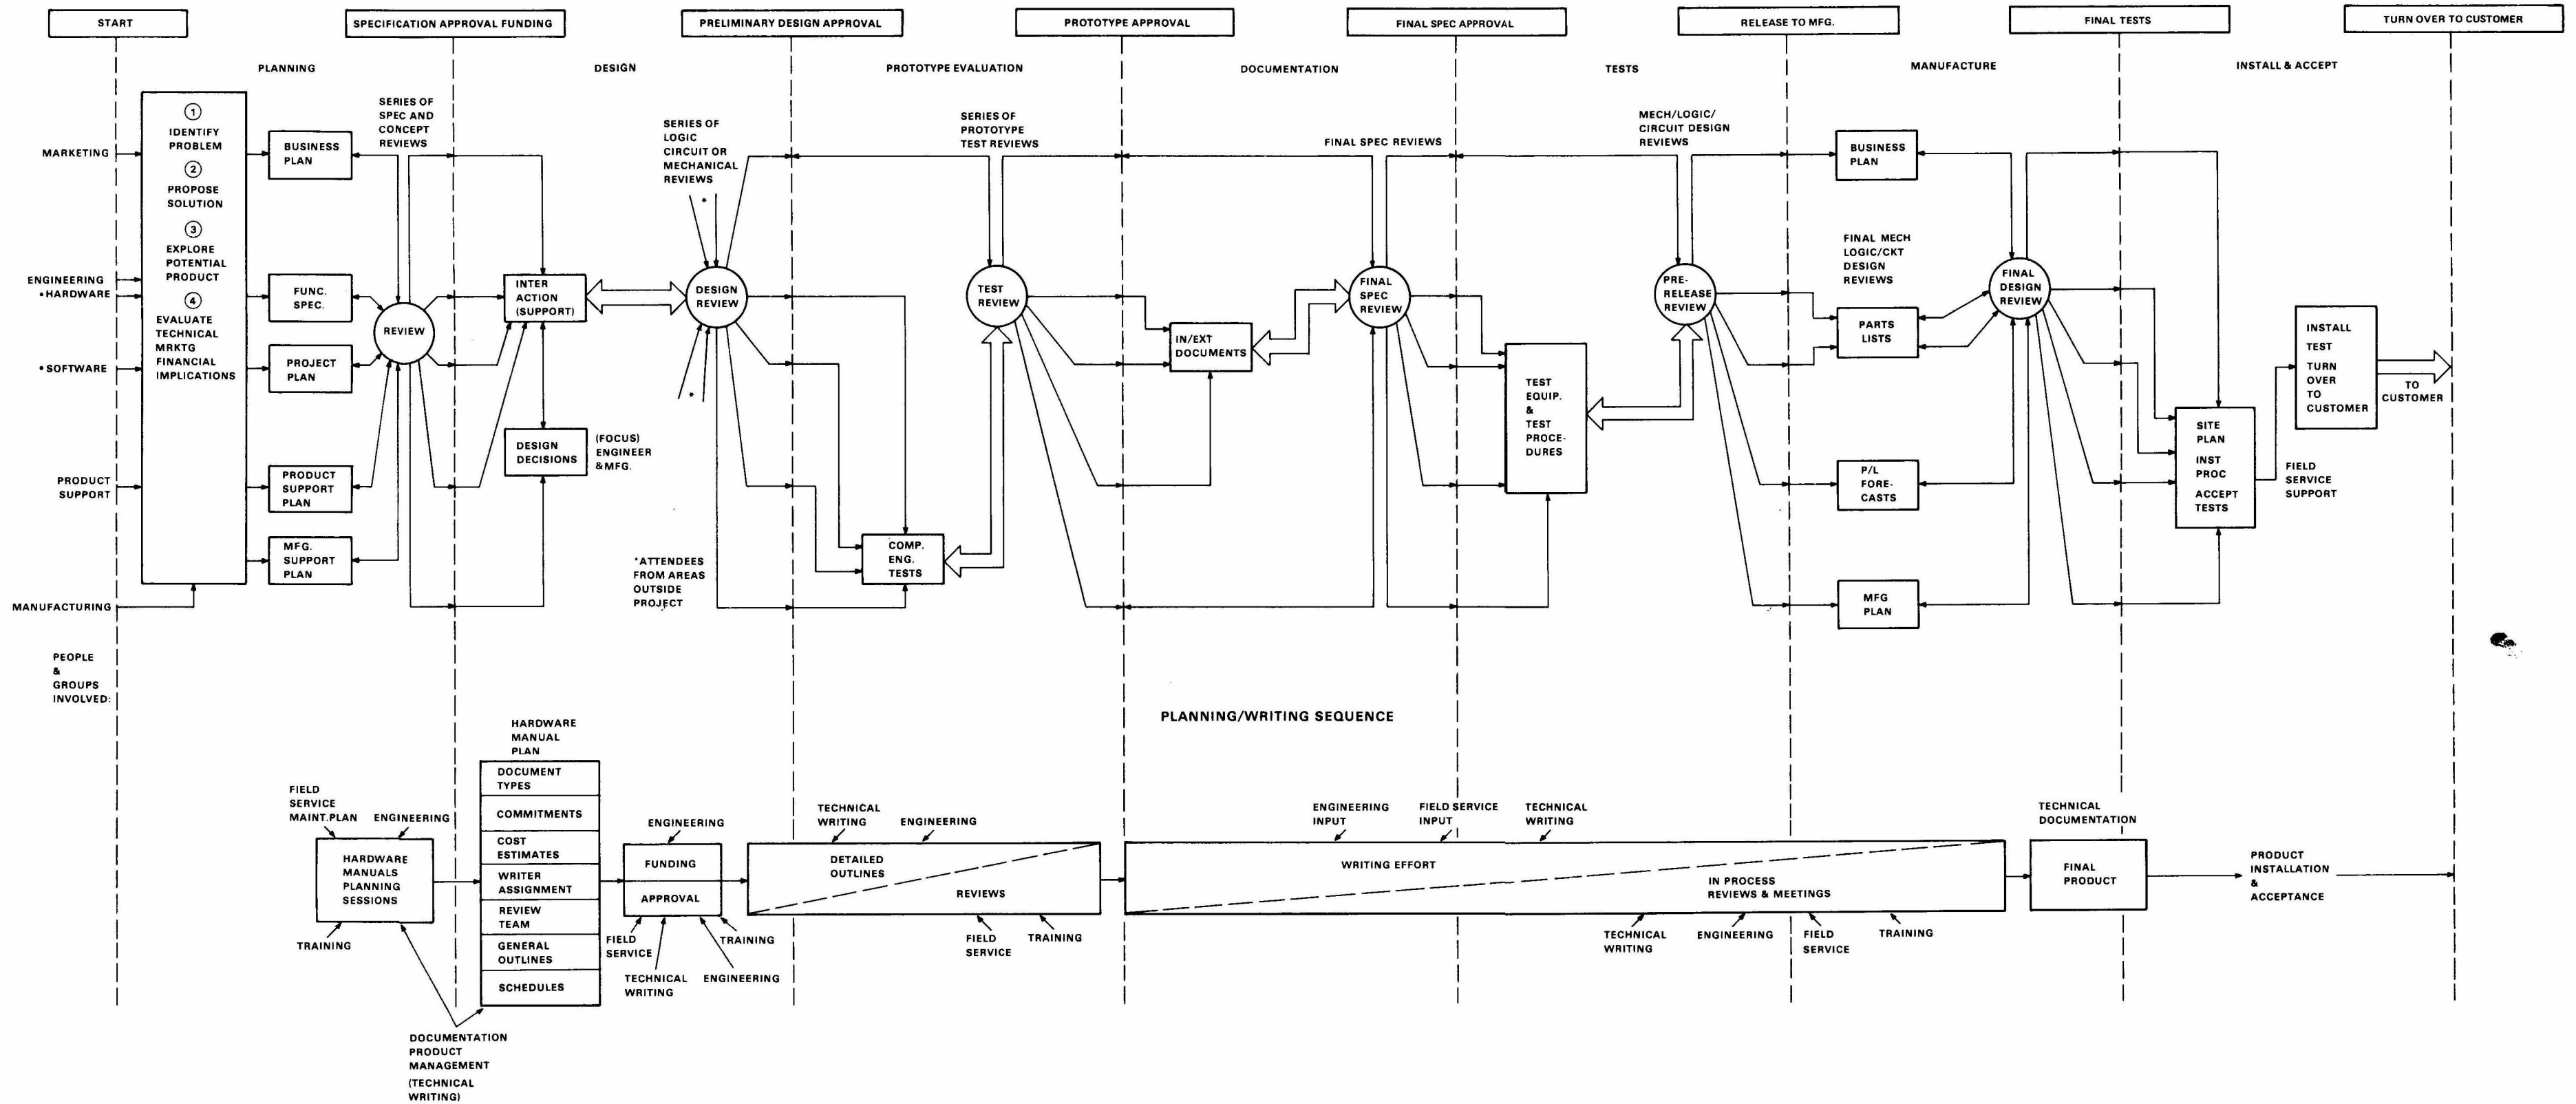 START
SPECIFICATION APPROVAL FUNDING
PRELIMINARY DESIGN APPROVAL
PROTOTYPE APPROVAL
FINAL SPEC APPROVAL
RELEASE TO MFG.
FINAL TESTS
TURN OVER TO CUSTOMER
PLANNING
DESIGN
PROTOTYPE EVALUATION
DOCUMENTATION
TESTS
MANUFACTURE
INSTALL & ACCEPT
MARKETING
ENGINEERING
•HARDWARE
•SOFTWARE
PRODUCT
SUPPORT
MANUFACTURING
PEOPLE
&
GROUPS
INVOLVED:
1
IDENTIFY
PROBLEM
2
PROPOSE
SOLUTION
3
EXPLORE
POTENTIAL
PRODUCT
4
EVALUATE
TECHNICAL
MRKTG
FINANCIAL
IMPLICATIONS
BUSINESS
PLAN
FUNC.
SPEC.
PROJECT
PLAN
PRODUCT
SUPPORT
PLAN
MFG.
SUPPORT
PLAN
SERIES OF
SPEC AND
CONCEPT
REVIEWS
REVIEW
INTER
ACTION
(SUPPORT)
DESIGN
DECISIONS
(FOCUS)
ENGINEER
&MFG.
SERIES OF
LOGIC
CIRCUIT OR
MECHANICAL
REVIEWS
*
DESIGN
REVIEW
*
*ATTENDEES
FROM AREAS
OUTSIDE
PROJECT
COMP.
ENG.
TESTS
SERIES OF
PROTOTYPE
TEST REVIEWS
TEST
REVIEW
IN/EXT
DOCUMENTS
FINAL SPEC REVIEWS
FINAL
SPEC
REVIEW
TEST
EQUIP.
&
TEST
PROCE-
DURES
MECH/LOGIC/
CIRCUIT DESIGN
REVIEWS
PRE-
RELEASE
REVIEW
BUSINESS
PLAN
FINAL MECH
LOGIC/CKT
DESIGN
REVIEWS
PARTS
LISTS
P/L
FORE-
CASTS
MFG
PLAN
FINAL
DESIGN
REVIEW
SITE
PLAN
INST
PROC
ACCEPT
TESTS
FIELD
SERVICE
SUPPORT
INSTALL
TEST
TURN
OVER
TO
CUSTOMER
TO
CUSTOMER
PLANNING/WRITING SEQUENCE
FIELD
SERVICE
MAINT.PLAN
ENGINEERING
HARDWARE
MANUALS
PLANNING
SESSIONS
TRAINING
DOCUMENTATION
PRODUCT
MANAGEMENT
(TECHNICAL
WRITING)
HARDWARE
MANUAL
PLAN
DOCUMENT
TYPES
COMMITMENTS
COST
ESTIMATES
WRITER
ASSIGNMENT
REVIEW
TEAM
GENERAL
OUTLINES
SCHEDULES
ENGINEERING
FUNDING
APPROVAL
FIELD
SERVICE
TECHNICAL
WRITING
ENGINEERING
TRAINING
TECHNICAL
WRITING
ENGINEERING
DETAILED
OUTLINES
REVIEWS
FIELD
SERVICE
TRAINING
ENGINEERING
INPUT
FIELD SERVICE
INPUT
TECHNICAL
WRITING
WRITING EFFORT
IN PROCESS
REVIEWS & MEETINGS
TECHNICAL
WRITING
ENGINEERING
FIELD
SERVICE
TRAINING
TECHNICAL
DOCUMENTATION
FINAL
PRODUCT
PRODUCT
INSTALLATION
&
ACCEPTANCE